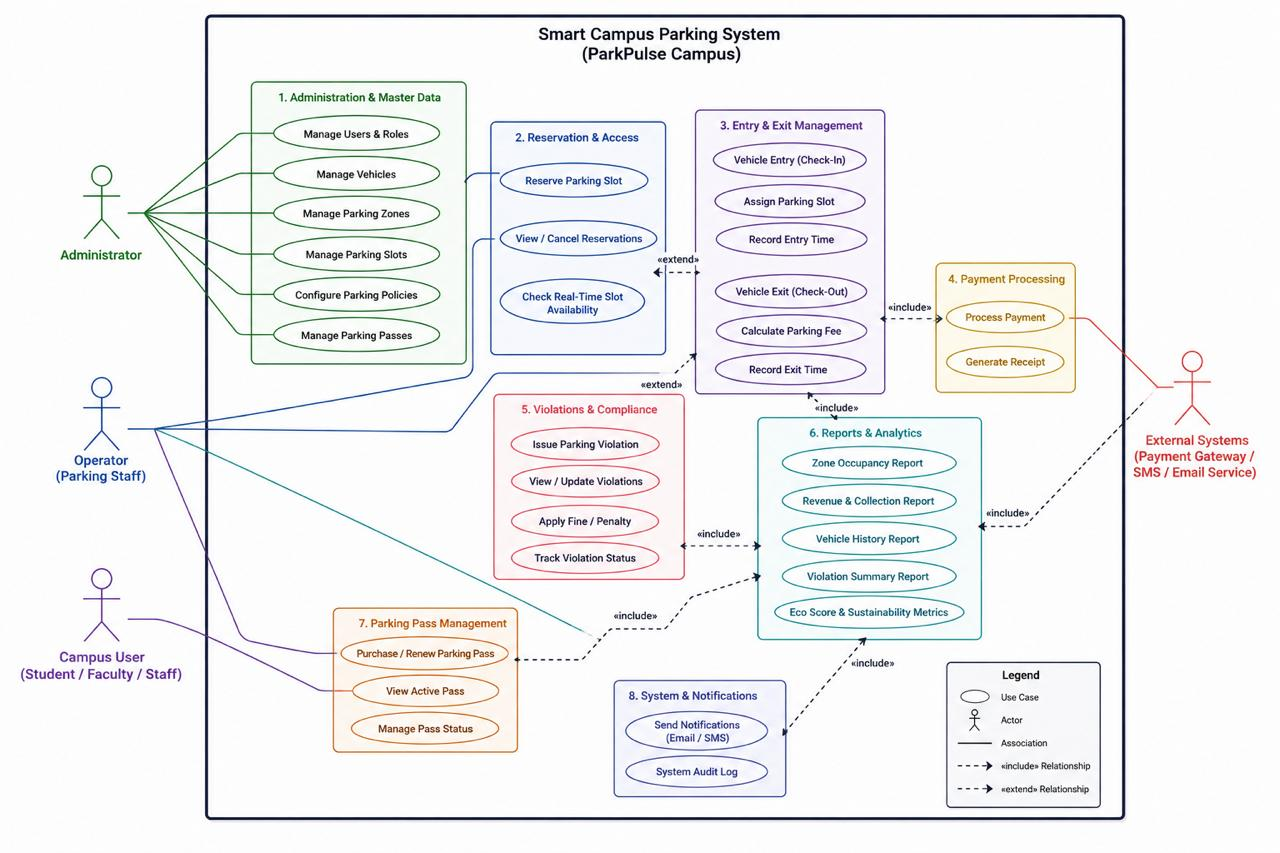 Smart Campus Parking System
(ParkPulse Campus)
1. Administration & Master Data
Manage Users & Roles
Manage Vehicles
Manage Parking Zones
Manage Parking Slots
Configure Parking Policies
Manage Parking Passes
2. Reservation & Access
Reserve Parking Slot
View / Cancel Reservations
Check Real-Time Slot
Availability
«extend»
3. Entry & Exit Management
Vehicle Entry (Check-In)
Assign Parking Slot
Record Entry Time
Vehicle Exit (Check-Out)
Calculate Parking Fee
Record Exit Time
«include»
4. Payment Processing
Process Payment
Generate Receipt
Administrator
Operator
(Parking Staff)
Campus User
(Student / Faculty / Staff)
External Systems
(Payment Gateway /
SMS / Email Service)
«extend»
«include»
5. Violations & Compliance
Issue Parking Violation
View / Update Violations
Apply Fine / Penalty
Track Violation Status
«include»
6. Reports & Analytics
Zone Occupancy Report
Revenue & Collection Report
Vehicle History Report
Violation Summary Report
Eco Score & Sustainability Metrics
«include»
7. Parking Pass Management
Purchase / Renew Parking Pass
View Active Pass
Manage Pass Status
«include»
«include»
8. System & Notifications
Send Notifications
(Email / SMS)
System Audit Log
Legend
Use Case
Actor
Association
«include» Relationship
«extend» Relationship